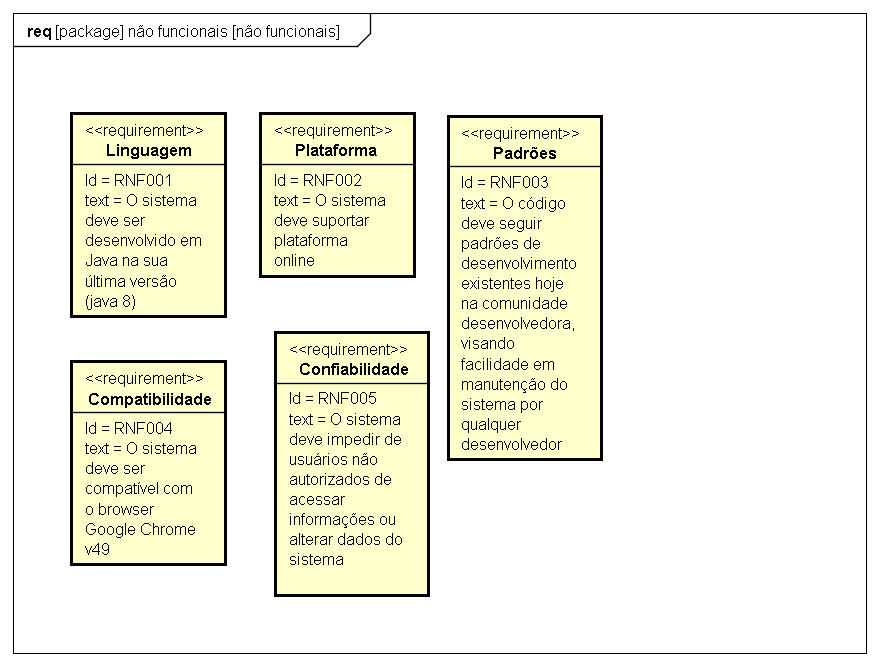 req [package] não funcionais [não funcionais]
<<requirement>>
Linguagem
Id = RNF001
text = O sistema
deve ser
desenvolvido em
Java na sua
última versão
(java 8)
<<requirement>>
Plataforma
Id = RNF002
text = O sistema
deve suportar
plataforma
online
<<requirement>>
Padrões
Id = RNF003
text = O código
deve seguir
padrões de
desenvolvimento
existentes hoje
na comunidade
desenvolvedora,
visando
facilidade em
manutenção do
sistema por
qualquer
desenvolvedor
<<requirement>>
Compatibilidade
Id = RNF004
text = O sistema
deve ser
compatível com
o browser
Google Chrome
v49
<<requirement>>
Confiabilidade
Id = RNF005
text = O sistema
deve impedir de
usuários não
autorizados de
acessar
informações ou
alterar dados do
sistema